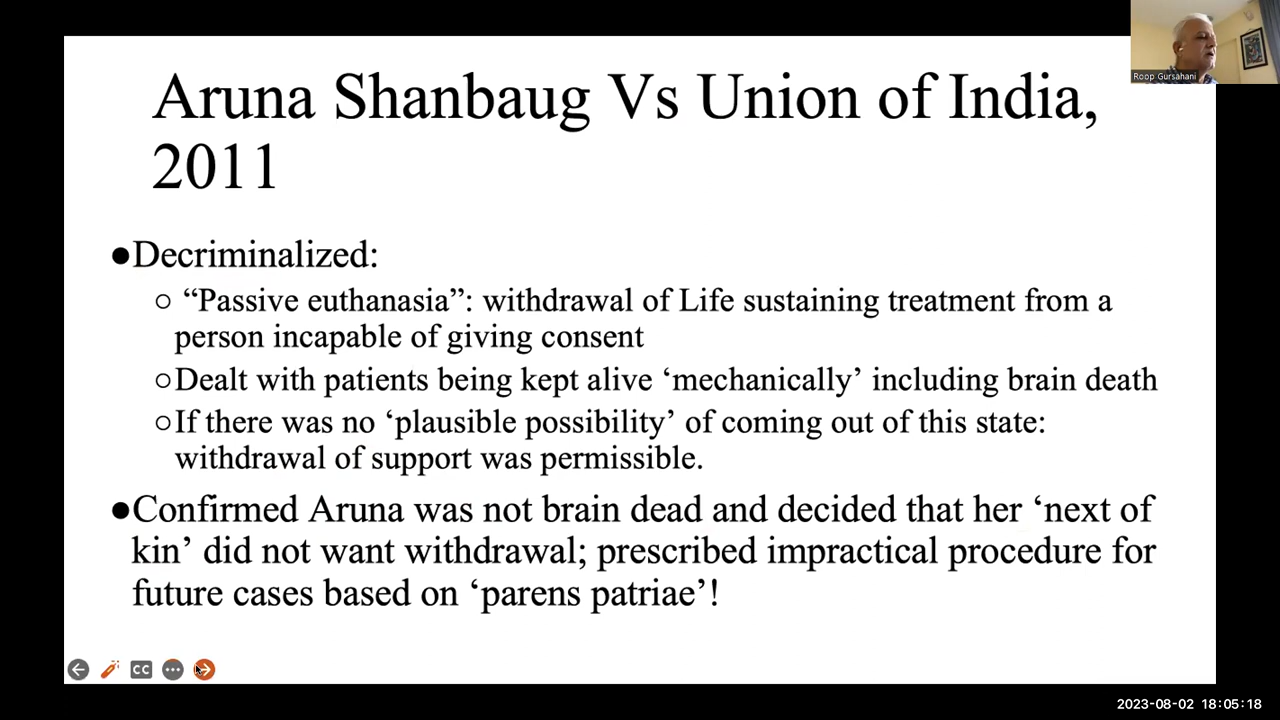 Roop Gursahani
Aruna Shanbaug Vs Union of India,
2011
●Decriminalized:
○ “Passive euthanasia”: withdrawal of Life sustaining treatment from a
person incapable of giving consent
○Dealt with patients being kept alive ‘mechanically’ including brain death
○If there was no ‘plausible possibility’ of coming out of this state:
withdrawal of support was permissible.
●Confirmed Aruna was not brain dead and decided that her ‘next of
kin’ did not want withdrawal; prescribed impractical procedure for
future cases based on ‘parens patriae’!
CC
2023-08-02 18:05:18